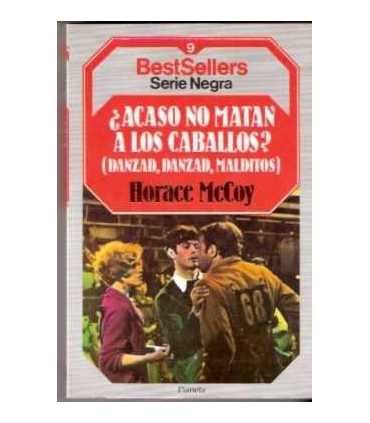 9
BestSellers
Serie Negra
¿ACASO NO MATAN
A LOS CABALLOS?
(DANZAD, DANZAD, MALDITOS)
Horace McCoy
68
Planeta